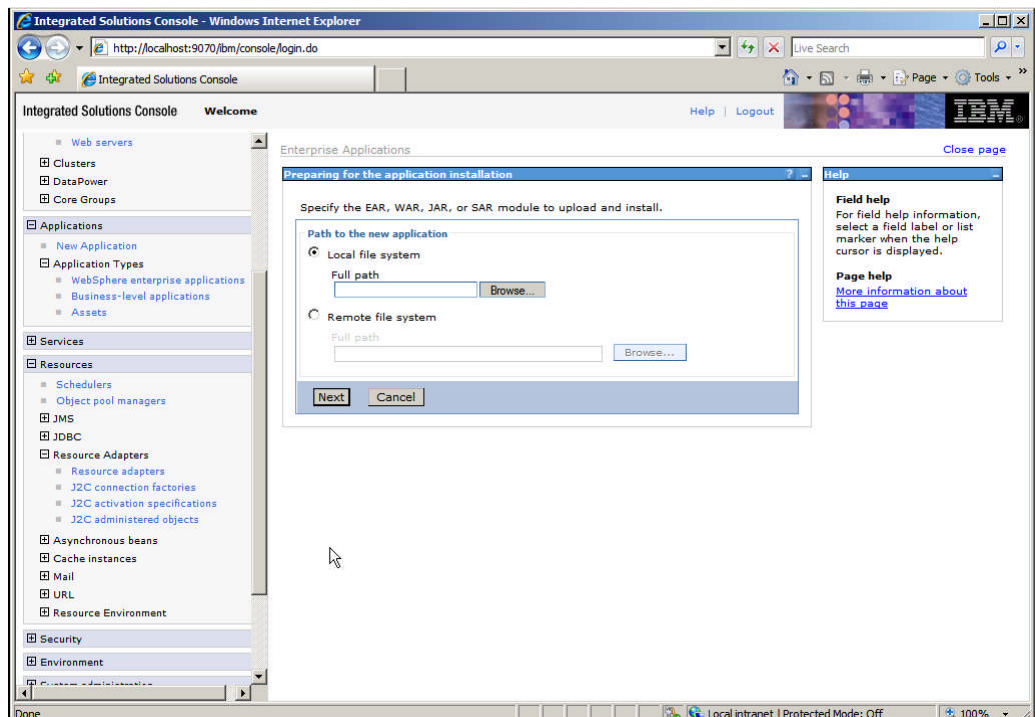 Integrated Solutions Console - Windows Internet Explorer
http://localhost:9070/ibm/console/login.do
Live Search
Integrated Solutions Console
Page
Tools
»
Integrated Solutions Console Welcome
Help | Logout
IBM®
Web servers
Clusters
DataPower
Core Groups
Applications
New Application
Application Types
WebSphere enterprise applications
Business-level applications
Assets
Services
Resources
Schedulers
Object pool managers
JMS
JDBC
Resource Adapters
Resource adapters
J2C connection factories
J2C activation specifications
J2C administered objects
Asynchronous beans
Cache instances
Mail
URL
Resource Environment
Security
Environment
System administration
Enterprise Applications
Close page
Preparing for the application installation
? -
Specify the EAR, WAR, JAR, or SAR module to upload and install.
Path to the new application
Local file system
Full path
Browse...
Remote file system
Full path
Browse...
Next
Cancel
Help
Field help
For field help information,
select a field label or list
marker when the help
cursor is displayed.
Page help
More information about
this page
Done
Local intranet | Protected Mode: Off
100%